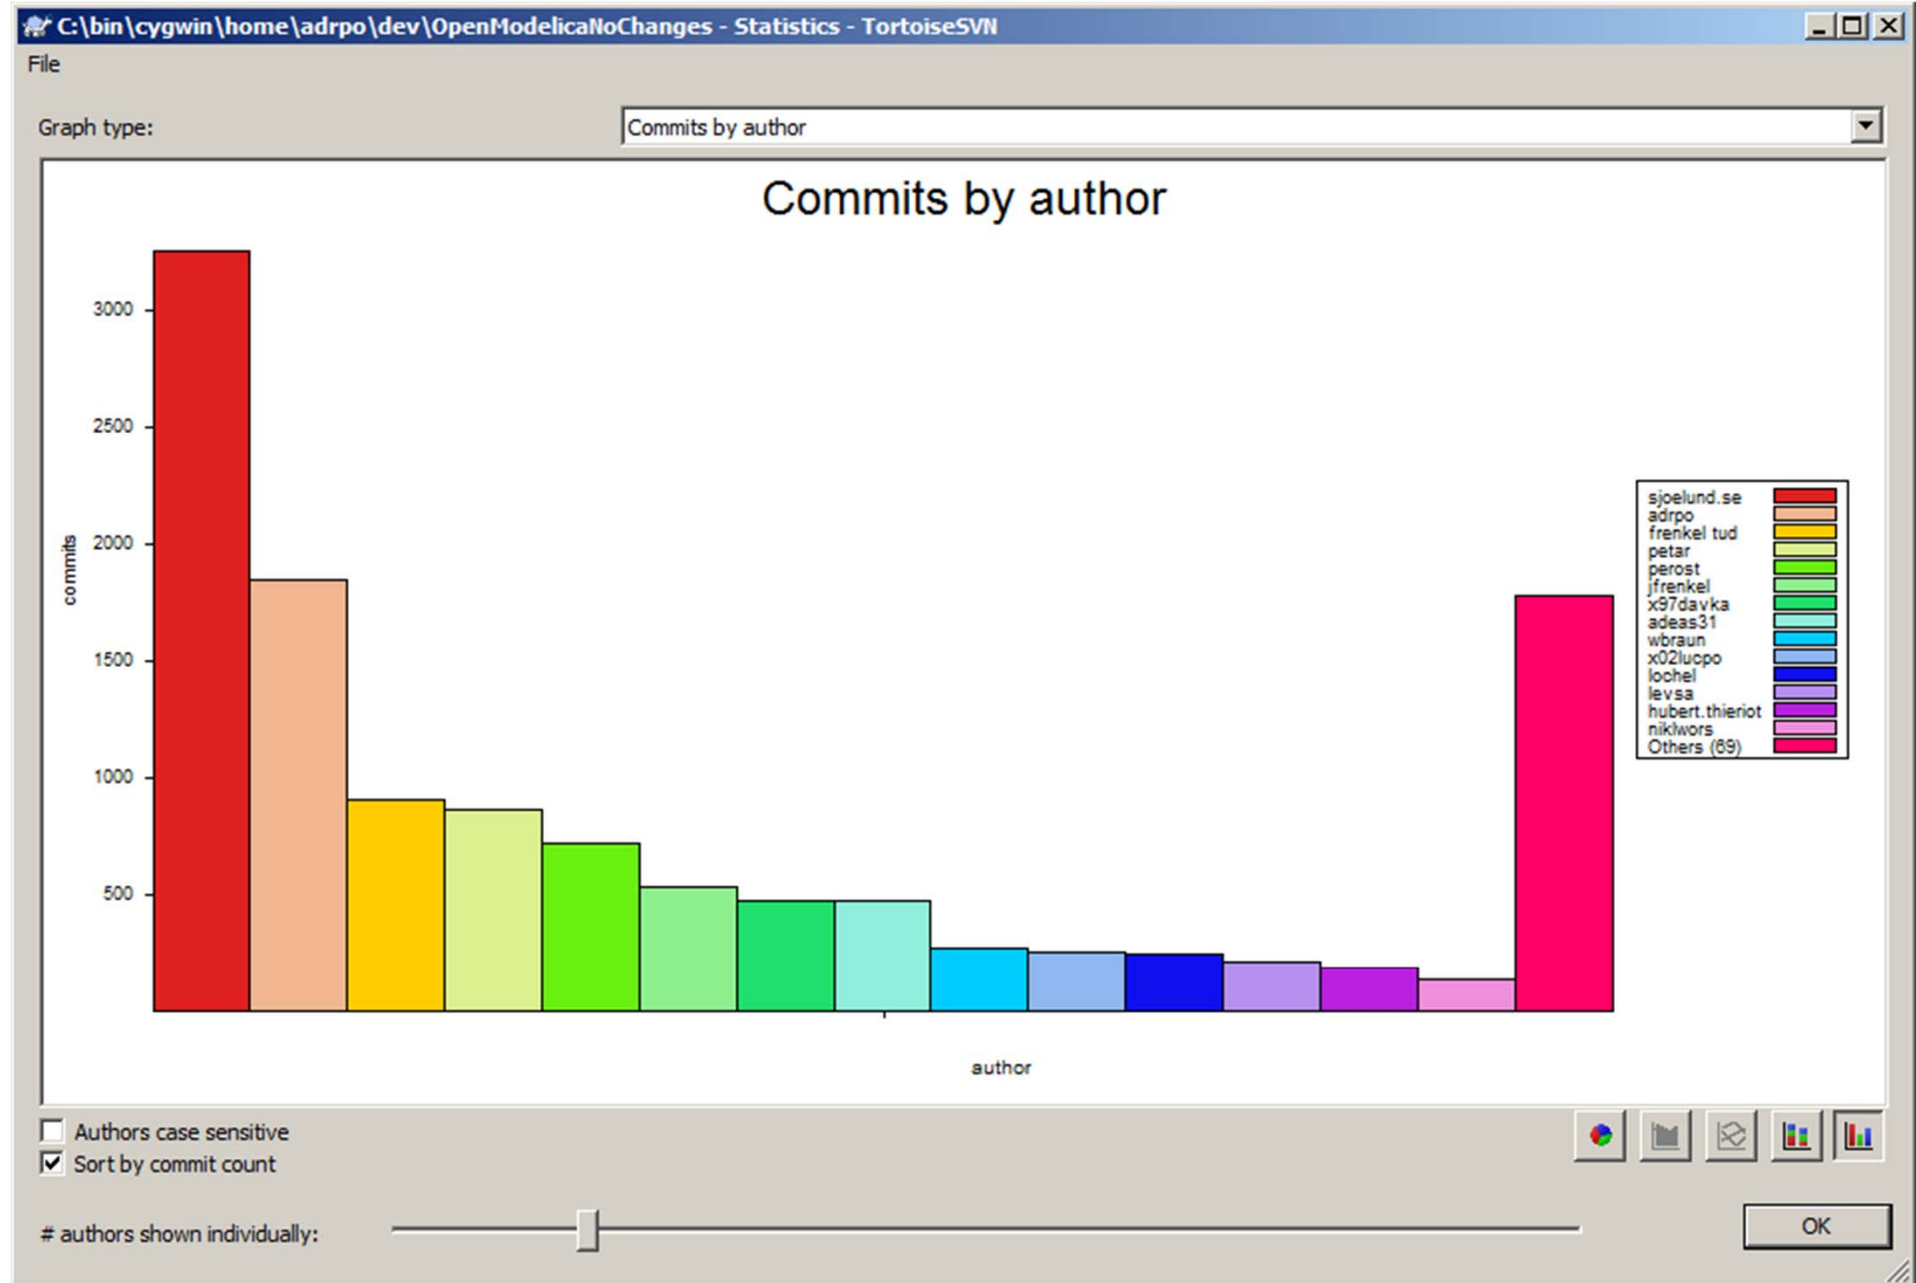 C:\bin\cygwin\home\adrpo\dev\OpenModelicaNoChanges - Statistics - TortoiseSVN
File
Graph type:
Commits by author
Commits by author
3000
2500
2000
1500
1000
500
commits
author
sjoelund.se
adrpo
frenkel tud
petar
perost
jfrenkel
x97davka
adeas31
wbraun
x02lucpo
lochel
levsa
hubert.thieriot
niklwors
Others (69)
Authors case sensitive
Sort by commit count
# authors shown individually:
OK